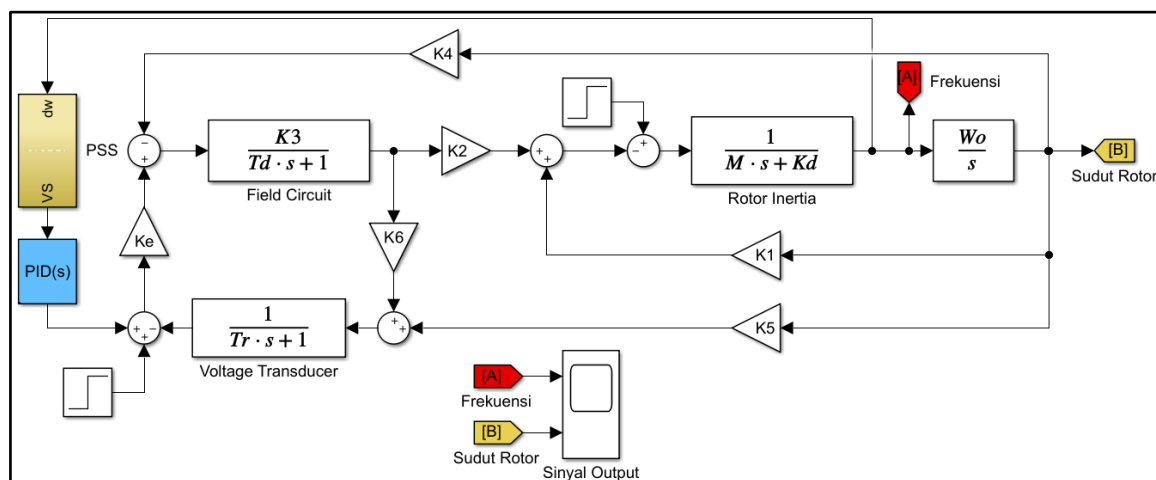 dw
VS
PSS
PID(s)
Ke
K4
K3
Td · s + 1
Field Circuit
K2
K6
1
Tr · s + 1
Voltage Transducer
1
M · s + Kd
Rotor Inertia
[A]
Frekuensi
Wo
s
[B]
Sudut Rotor
K1
K5
[A]
Frekuensi
[B]
Sudut Rotor
Sinyal Output